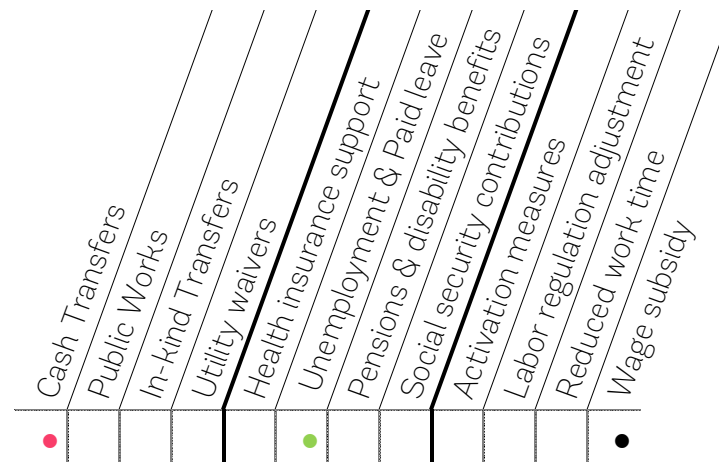 Cash Transfers
Public Works
In-kind Transfers
Utility waivers
Health insurance support
Unemployment & Paid leave
Pensions & disability benefits
Social security contributions
Activation measures
Labor regulation adjustment
Reduced work time
Wage subsidy